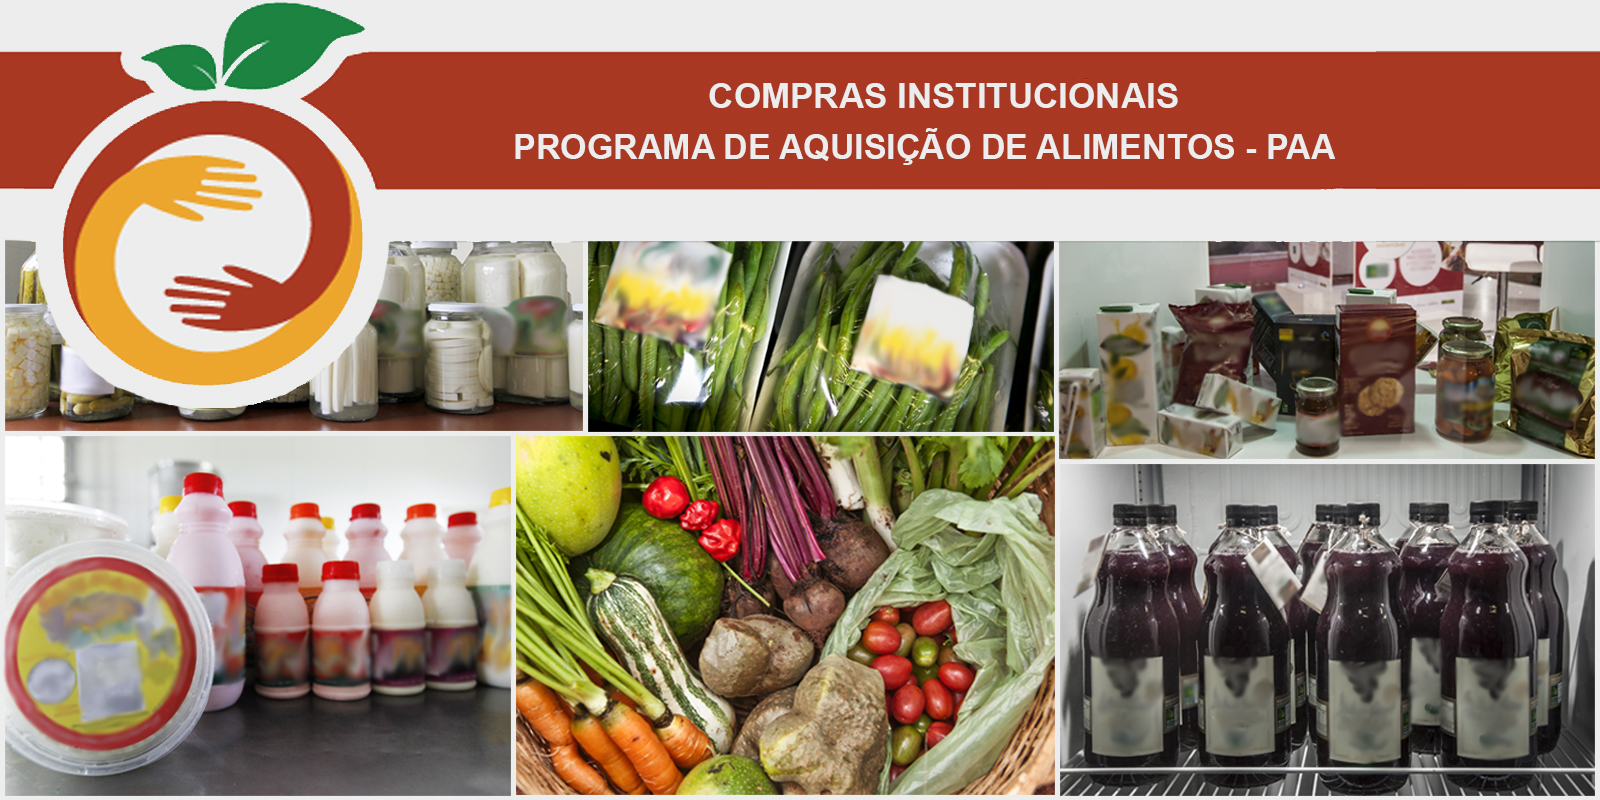 COMPRAS INSTITUCIONAIS
PROGRAMA DE AQUISIÇÃO DE ALIMENTOS - PAA